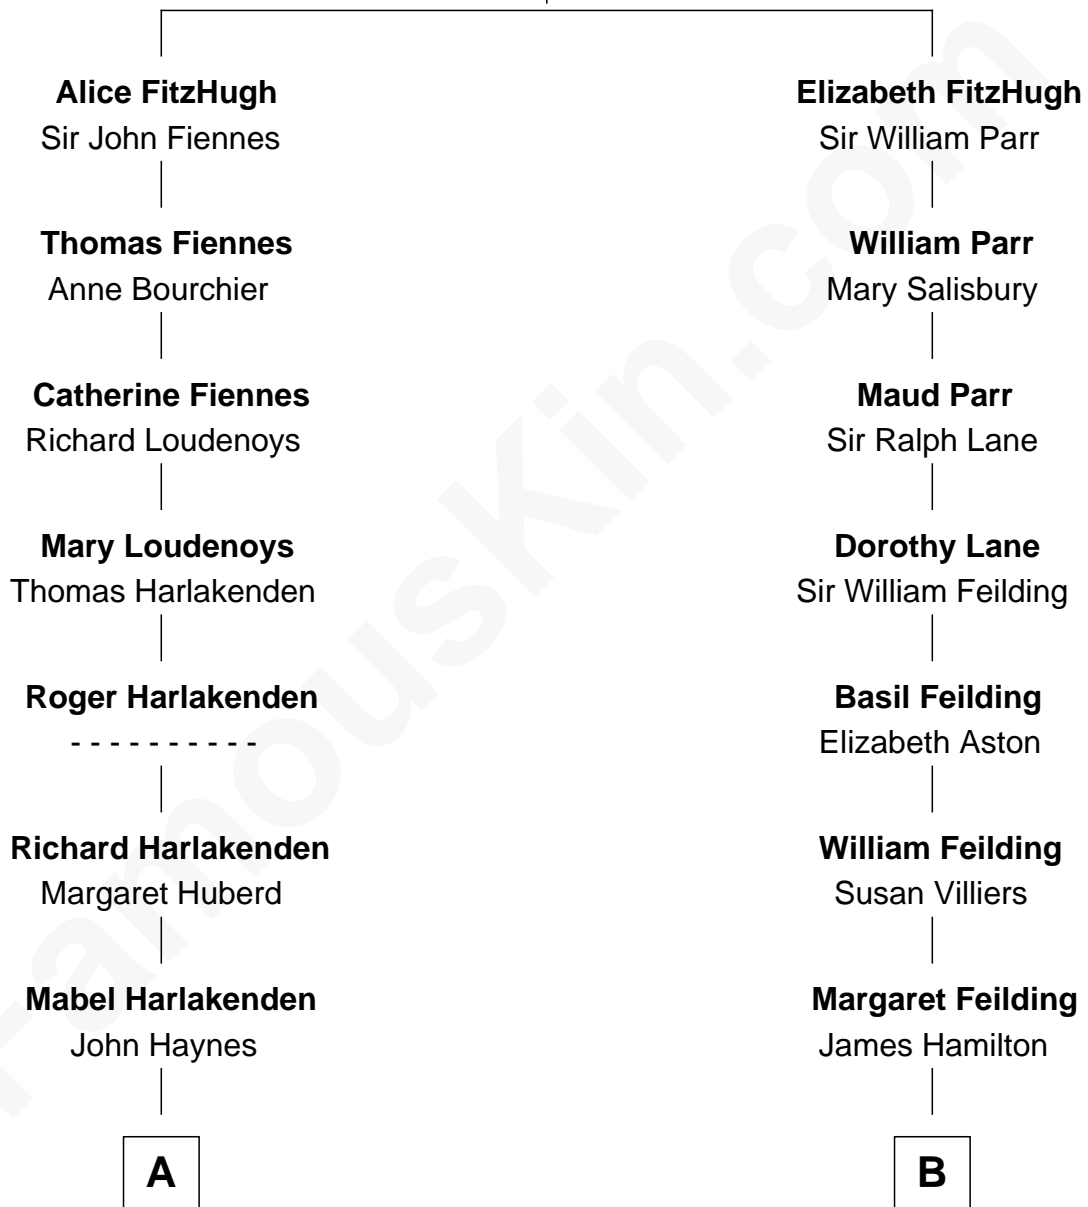 Alice FitzHugh
Sir John Fiennes
Thomas Fiennes
Anne Bourchier
Catherine Fiennes
Richard Loudenoys
Mary Loudenoys
Thomas Harlakenden
Roger Harlakenden
- - - - - - - - - -
Richard Harlakenden
Margaret Huberd
Mabel Harlakenden
John Haynes
A
Elizabeth FitzHugh
Sir William Parr
William Parr
Mary Salisbury
Maud Parr
Sir Ralph Lane
Dorothy Lane
Sir William Feilding
Basil Feilding
Elizabeth Aston
William Feilding
Susan Villiers
Margaret Feilding
James Hamilton
B
FamousKin.com